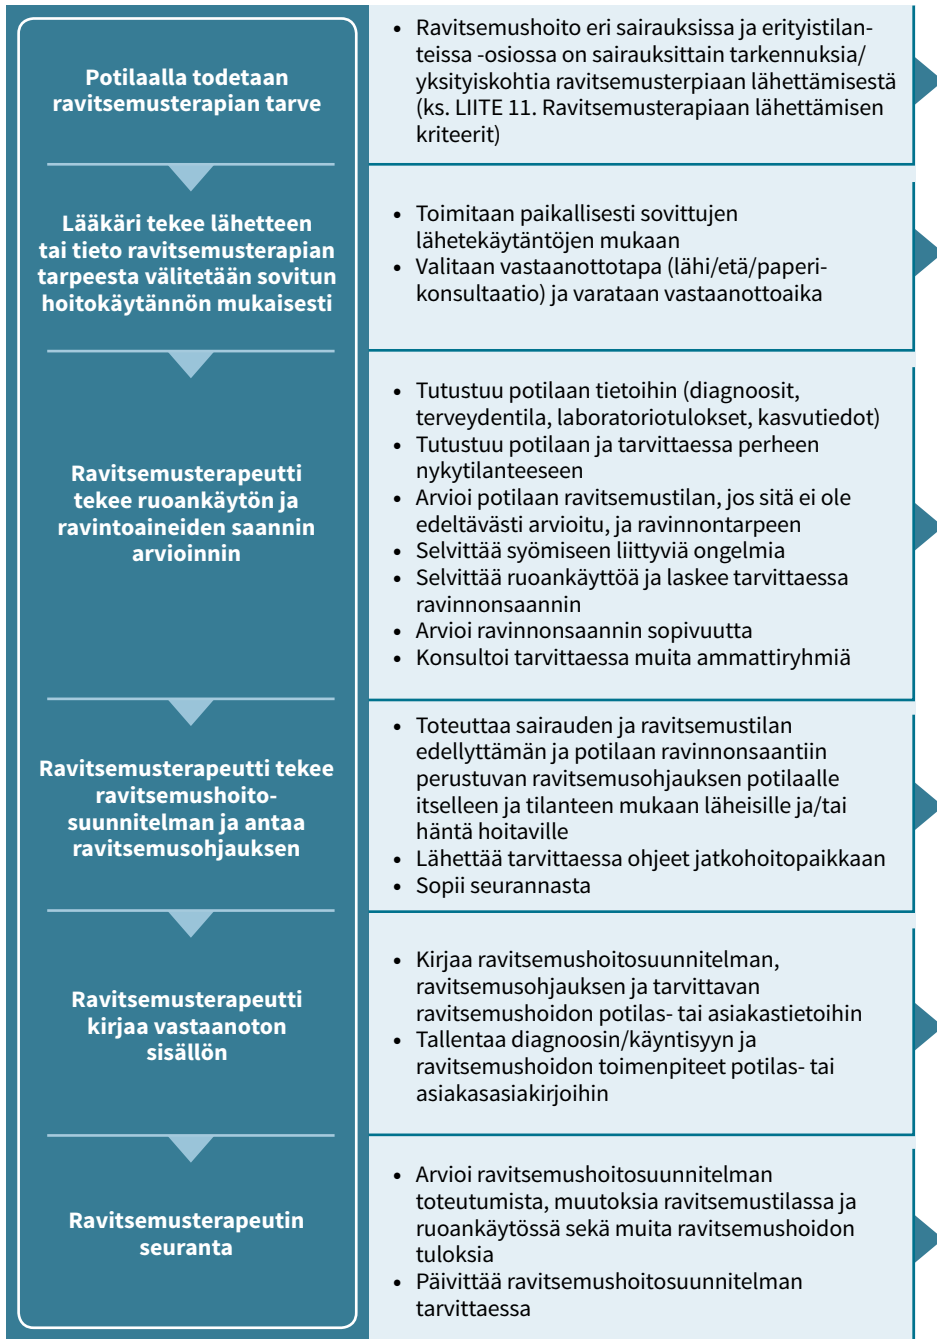 Potilaalla todetaan
ravitsemusterapian tarve
• Ravitsemushoito eri sairauksissa ja erityistilan-
teissa -osiossa on sairauksittain tarkennuksia/
yksityiskohtia ravitsemusterpiaan lähettämisestä
(ks. LIITE 11. Ravitsemusterapiaan lähettämisen
kriteerit)
Lääkäri tekee lähetteen
tai tieto ravitsemusterapian
tarpeesta välitetään sovitun
hoitokäytännön mukaisesti
• Toimitaan paikallisesti sovittujen
lähetekäytäntöjen mukaan
• Valitaan vastaanottotapa (lähi/etä/paperi-
konsultaatio) ja varataan vastaanottoaika
Ravitsemusterapeutti
tekee ruoankäytön ja
ravintoaineiden saannin
arvioinnin
• Tutustuu potilaan tietoihin (diagnoosit,
terveydentila, laboratoriotulokset, kasvutiedot)
• Tutustuu potilaan ja tarvittaessa perheen
nykytilanteeseen
• Arvioi potilaan ravitsemustilan, jos sitä ei ole
edeltävästi arvioitu, ja ravinnontarpeen
• Selvittää syömiseen liittyviä ongelmia
• Selvittää ruoankäyttöä ja laskee tarvittaessa
ravinnonsaannin
• Arvioi ravinnonsaannin sopivuutta
• Konsultoi tarvittaessa muita ammattiryhmiä
Ravitsemusterapeutti tekee
ravitsemushoito-
suunnitelman ja antaa
ravitsemusohjauksen
• Toteuttaa sairauden ja ravitsemustilan
edellyttämän ja potilaan ravinnonsaantiin
perustuvan ravitsemusohjauksen potilaalle
itselleen ja tilanteen mukaan läheisille ja/tai
häntä hoitaville
• Lähettää tarvittaessa ohjeet jatkohoitopaikkaan
• Sopii seurannasta
Ravitsemusterapeutti
kirjaa vastaanoton
sisällön
• Kirjaa ravitsemushoitosuunnitelman,
ravitsemusohjauksen ja tarvittavan
ravitsemushoidon potilas- tai asiakastietoihin
• Tallentaa diagnoosin/käyntisyyn ja
ravitsemushoidon toimenpiteet potilas- tai
asiakasasiakirjoihin
Ravitsemusterapeutin
seuranta
• Arvioi ravitsemushoitosuunnitelman
toteutumista, muutoksia ravitsemustilassa ja
ruoankäytössä sekä muita ravitsemushoidon
tuloksia
• Päivittää ravitsemushoitosuunnitelman
tarvittaessa